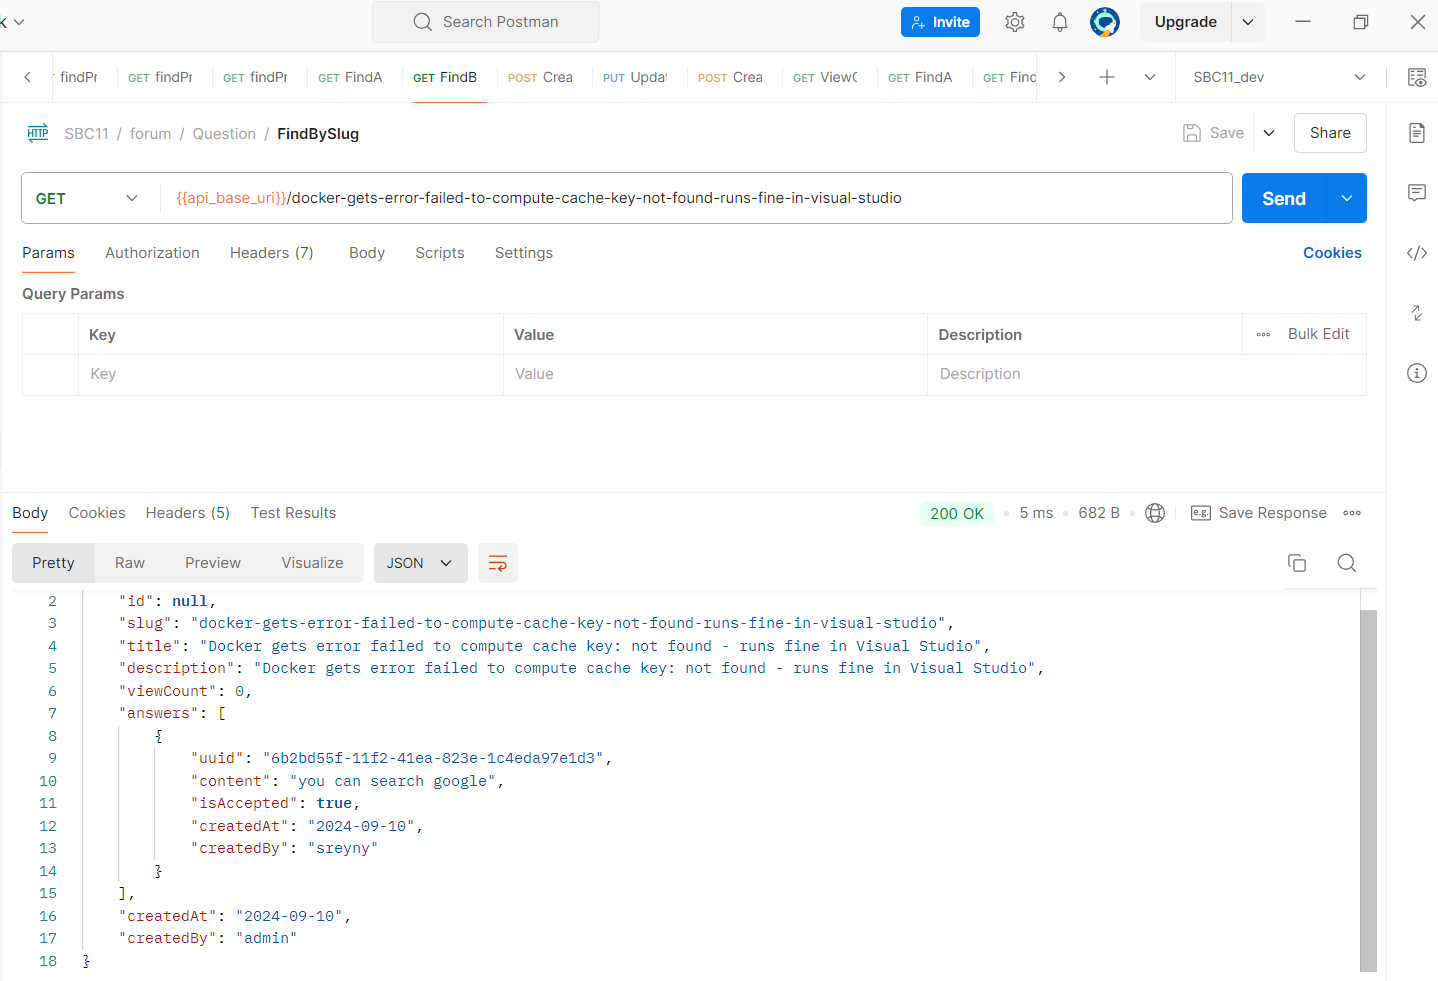 k
Search Postman
Invite
Upgrade
findPr
GET findPr
GET findPr
GET FindA
GET FindB
POST Crea
PUT Updat
POST Crea
GET View
GET FindA
GET Find
SBC11_dev
HTTP SBC11 / forum / Question / FindBySlug
Save
Share
GET
{{api_base_uri}}/docker-gets-error-failed-to-compute-cache-key-not-found-runs-fine-in-visual-studio
Send
Params Authorization Headers (7) Body Scripts Settings
Cookies
Query Params
Key Value Description Bulk Edit
Key Value Description
Body Cookies Headers (5) Test Results
200 OK 5 ms 682 B e.g. Save Response
Pretty Raw Preview Visualize JSON
2 "id": null,
3 "slug": "docker-gets-error-failed-to-compute-cache-key-not-found-runs-fine-in-visual-studio",
4 "title": "Docker gets error failed to compute cache key: not found - runs fine in Visual Studio",
5 "description": "Docker gets error failed to compute cache key: not found - runs fine in Visual Studio",
6 "viewCount": 0,
7 "answers": [
8 {
9 "uuid": "6b2bd55f-11f2-41ea-823e-1c4eda97e1d3",
10 "content": "you can search google",
11 "isAccepted": true,
12 "createdAt": "2024-09-10",
13 "createdBy": "sreyny"
14 }
15 ],
16 "createdAt": "2024-09-10",
17 "createdBy": "admin"
18 }